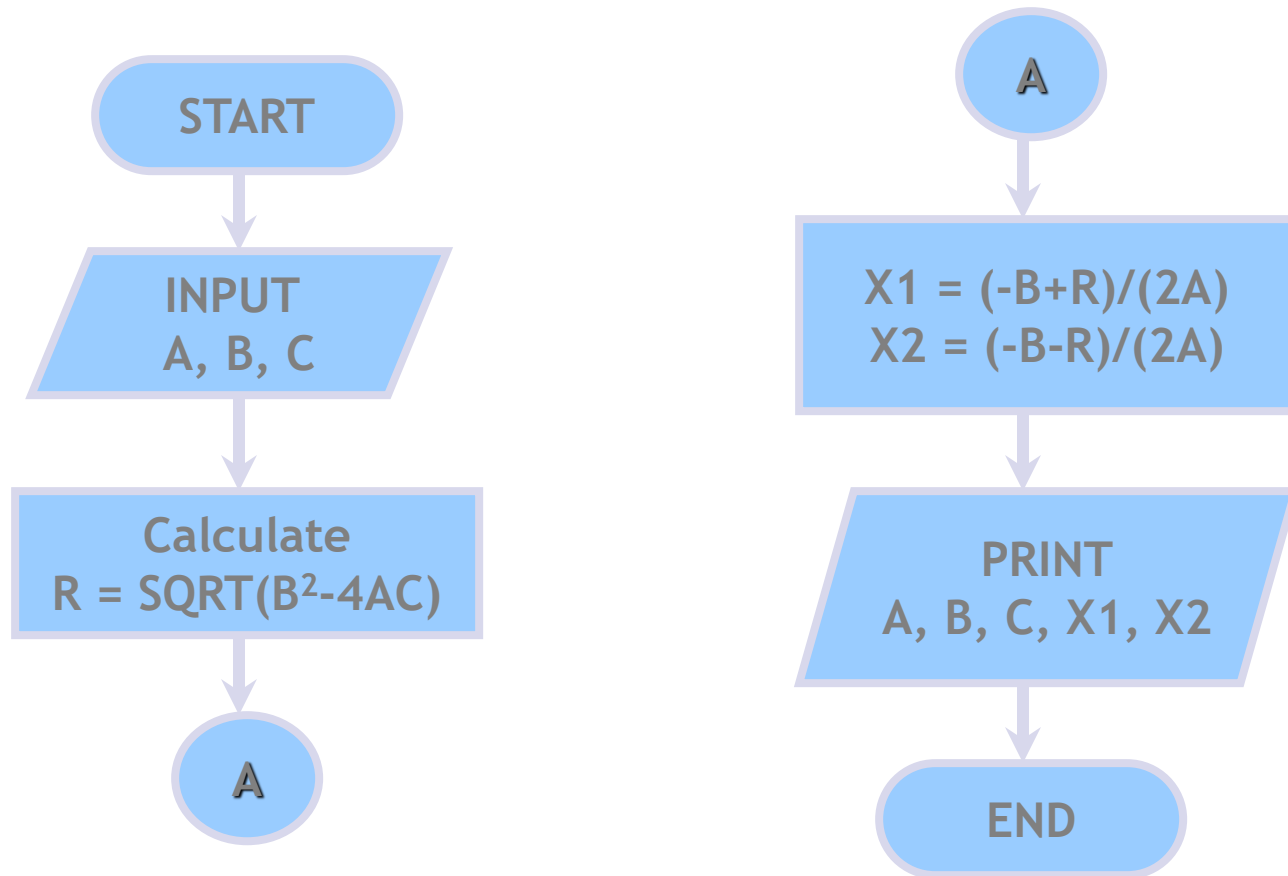 START
INPUT
A, B, C
Calculate
R = SQRT(B²-4AC)
A
A
X1 = (-B+R)/(2A)
X2 = (-B-R)/(2A)
PRINT
A, B, C, X1, X2
END